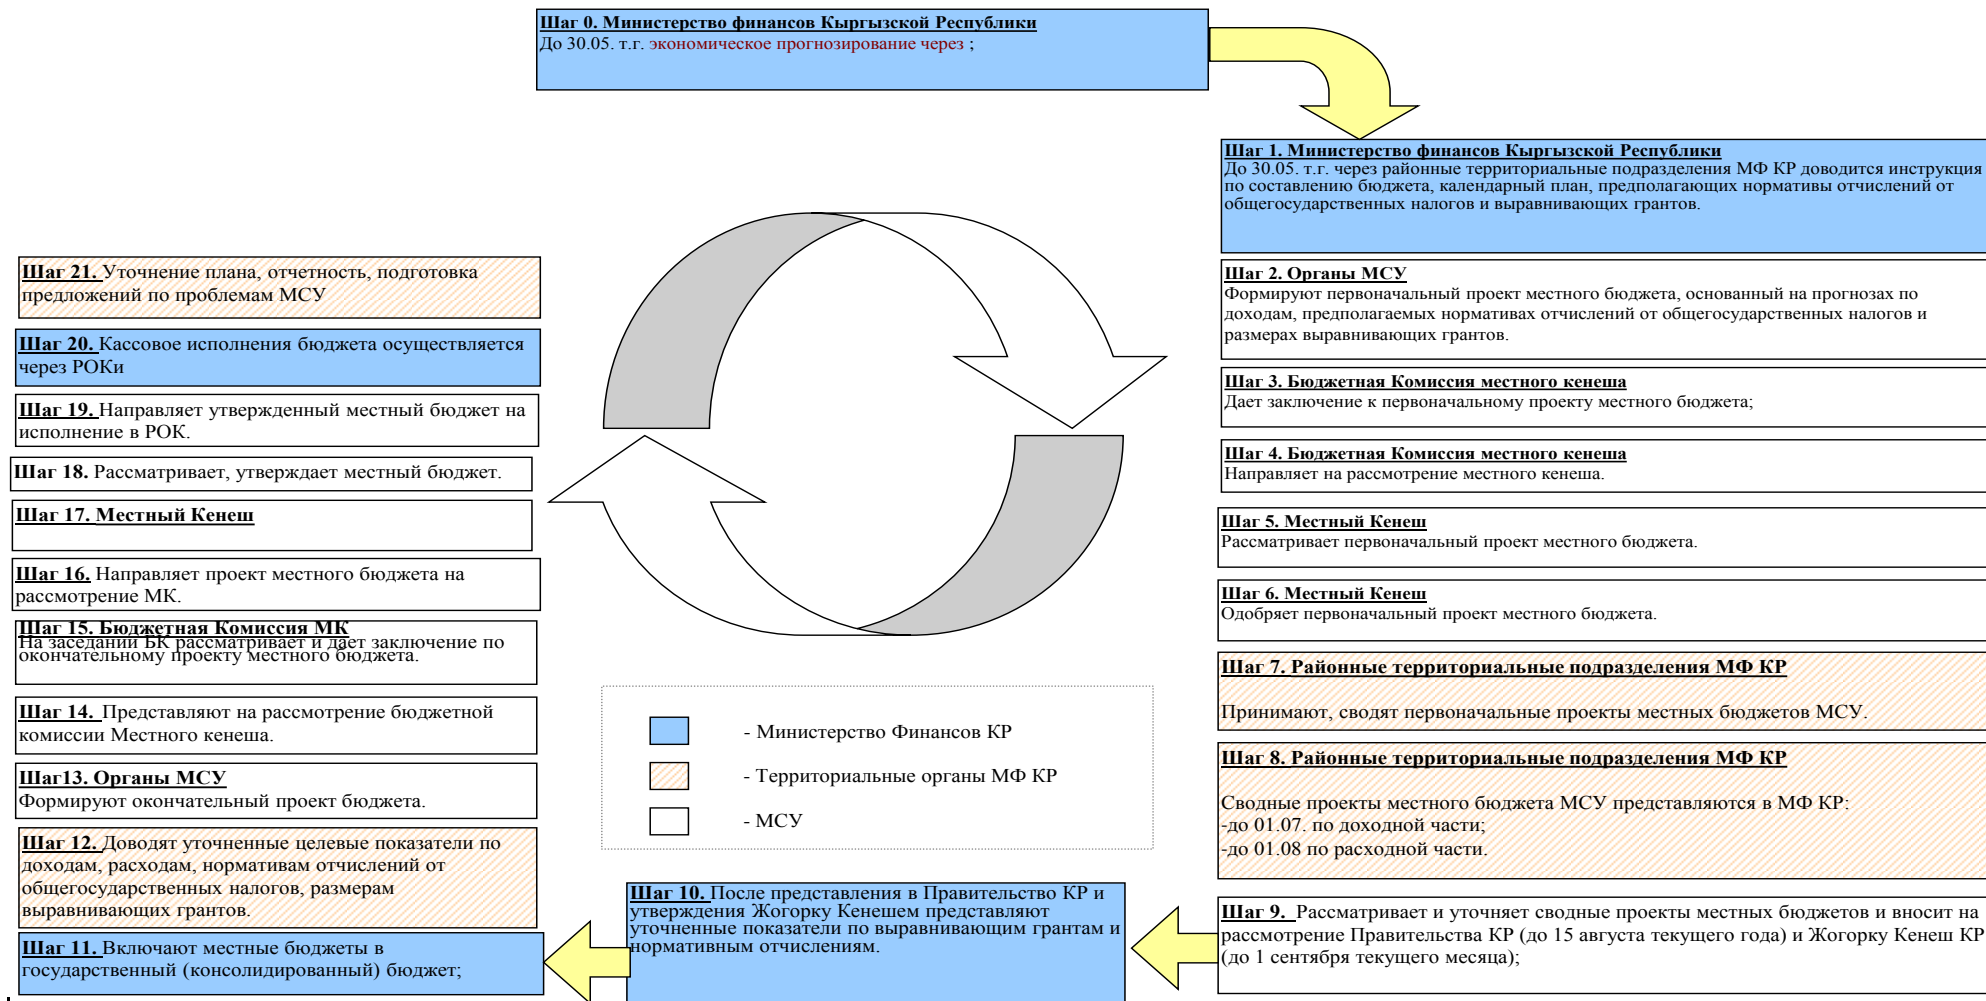 Шаг 0. Министерство финансов Кыргызской Республики
До 30.05. т.г. экономическое прогнозирование через ;
Шаг 1. Министерство финансов Кыргызской Республики
До 30.05. т.г. через районные территориальные подразделения МФ КР доводится инструкция
по составлению бюджета, календарный план, предполагающих нормативы отчислений от
общегосударственных налогов и выравнивающих грантов.
Шаг 2. Органы МСУ
Формируют первоначальный проект местного бюджета, основанный на прогнозах по
доходам, предполагаемых нормативах отчислений от общегосударственных налогов и
размерах выравнивающих грантов.
Шаг 3. Бюджетная Комиссия местного кенеша
Дает заключение к первоначальному проекту местного бюджета;
Шаг 4. Бюджетная Комиссия местного кенеша
Направляет на рассмотрение местного кенеша.
Шаг 5. Местный Кенеш
Рассматривает первоначальный проект местного бюджета.
Шаг 6. Местный Кенеш
Одобряет первоначальный проект местного бюджета.
Шаг 7. Районные территориальные подразделения МФ КР
Принимают, сводят первоначальные проекты местных бюджетов МСУ.
Шаг 8. Районные территориальные подразделения МФ КР
Сводные проекты местного бюджета МСУ представляются в МФ КР:
-до 01.07. по доходной части;
-до 01.08 по расходной части.
Шаг 9. Рассматривает и уточняет сводные проекты местных бюджетов и вносит на
рассмотрение Правительства КР (до 15 августа текущего года) и Жогорку Кенеш КР
(до 1 сентября текущего месяца);
Шаг 10. После представления в Правительство КР и
утверждения Жогорку Кенешем представляют
уточненные показатели по выравнивающим грантам и
нормативным отчислениям.
Шаг 11. Включают местные бюджеты в
государственный (консолидированный) бюджет;
Шаг 12. Доводят уточненные целевые показатели по
доходам, расходам, нормативам отчислений от
общегосударственных налогов, размерам
выравнивающих грантов.
Шаг13. Органы МСУ
Формируют окончательный проект бюджета.
Шаг 14. Представляют на рассмотрение бюджетной
комиссии Местного кенеша.
Шаг 15. Бюджетная Комиссия МК
На заседании БК рассматривает и дает заключение по
окончательному проекту местного бюджета.
Шаг 16. Направляет проект местного бюджета на
рассмотрение МК.
Шаг 17. Местный Кенеш
Шаг 18. Рассматривает, утверждает местный бюджет.
Шаг 19. Направляет утвержденный местный бюджет на
исполнение в РОК.
Шаг 20. Кассовое исполнения бюджета осуществляется
через РОКи
Шаг 21. Уточнение плана, отчетность, подготовка
предложений по проблемам МСУ
- Министерство Финансов КР
- Территориальные органы МФ КР
- МСУ